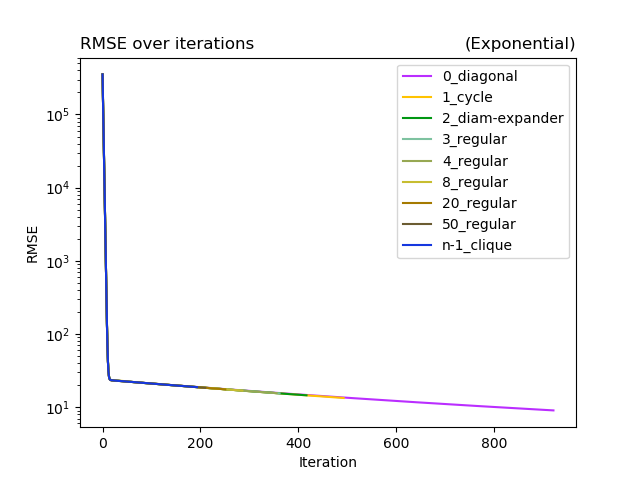 RMSE over iterations (Exponential)
0_diagonal
1_cycle
2_diam-expander
3_regular
4_regular
8_regular
20_regular
50_regular
n-1_clique
RMSE
10^5
10^4
10^3
10^2
10^1
0 200 400 600 800
Iteration